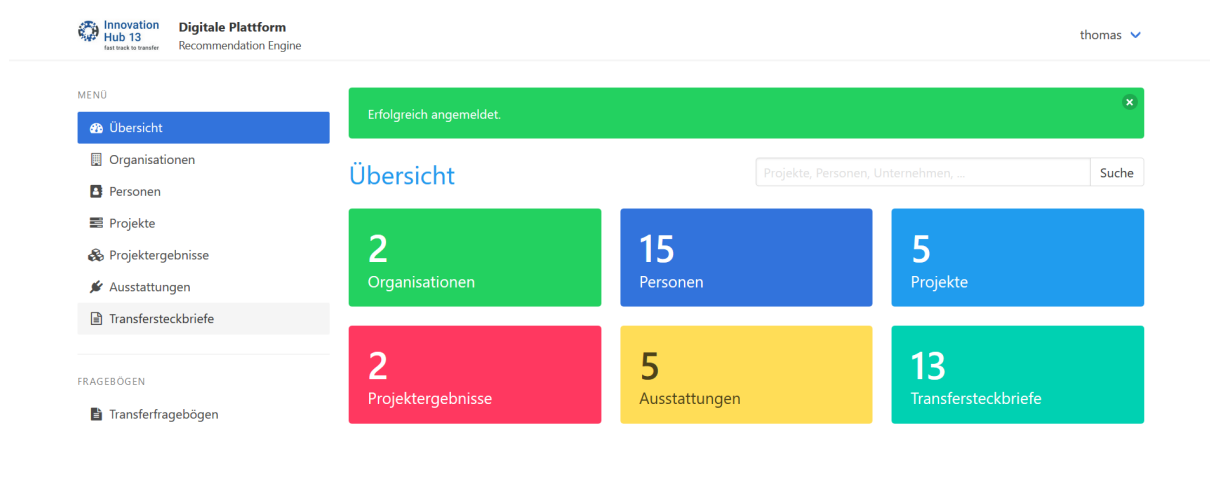 Innovation
Hub 13
fast track to transfer
Digitale Plattform
Recommendation Engine
thomas
MENÜ
Übersicht
Organisationen
Personen
Projekte
Projektergebnisse
Ausstattungen
Transfersteckbriefe
FRAGEBÖGEN
Transferfragebögen
Erfolgreich angemeldet.
Übersicht
Projekte, Personen, Unternehmen, ...
Suche
2
Organisationen
15
Personen
5
Projekte
2
Projektergebnisse
5
Ausstattungen
13
Transfersteckbriefe